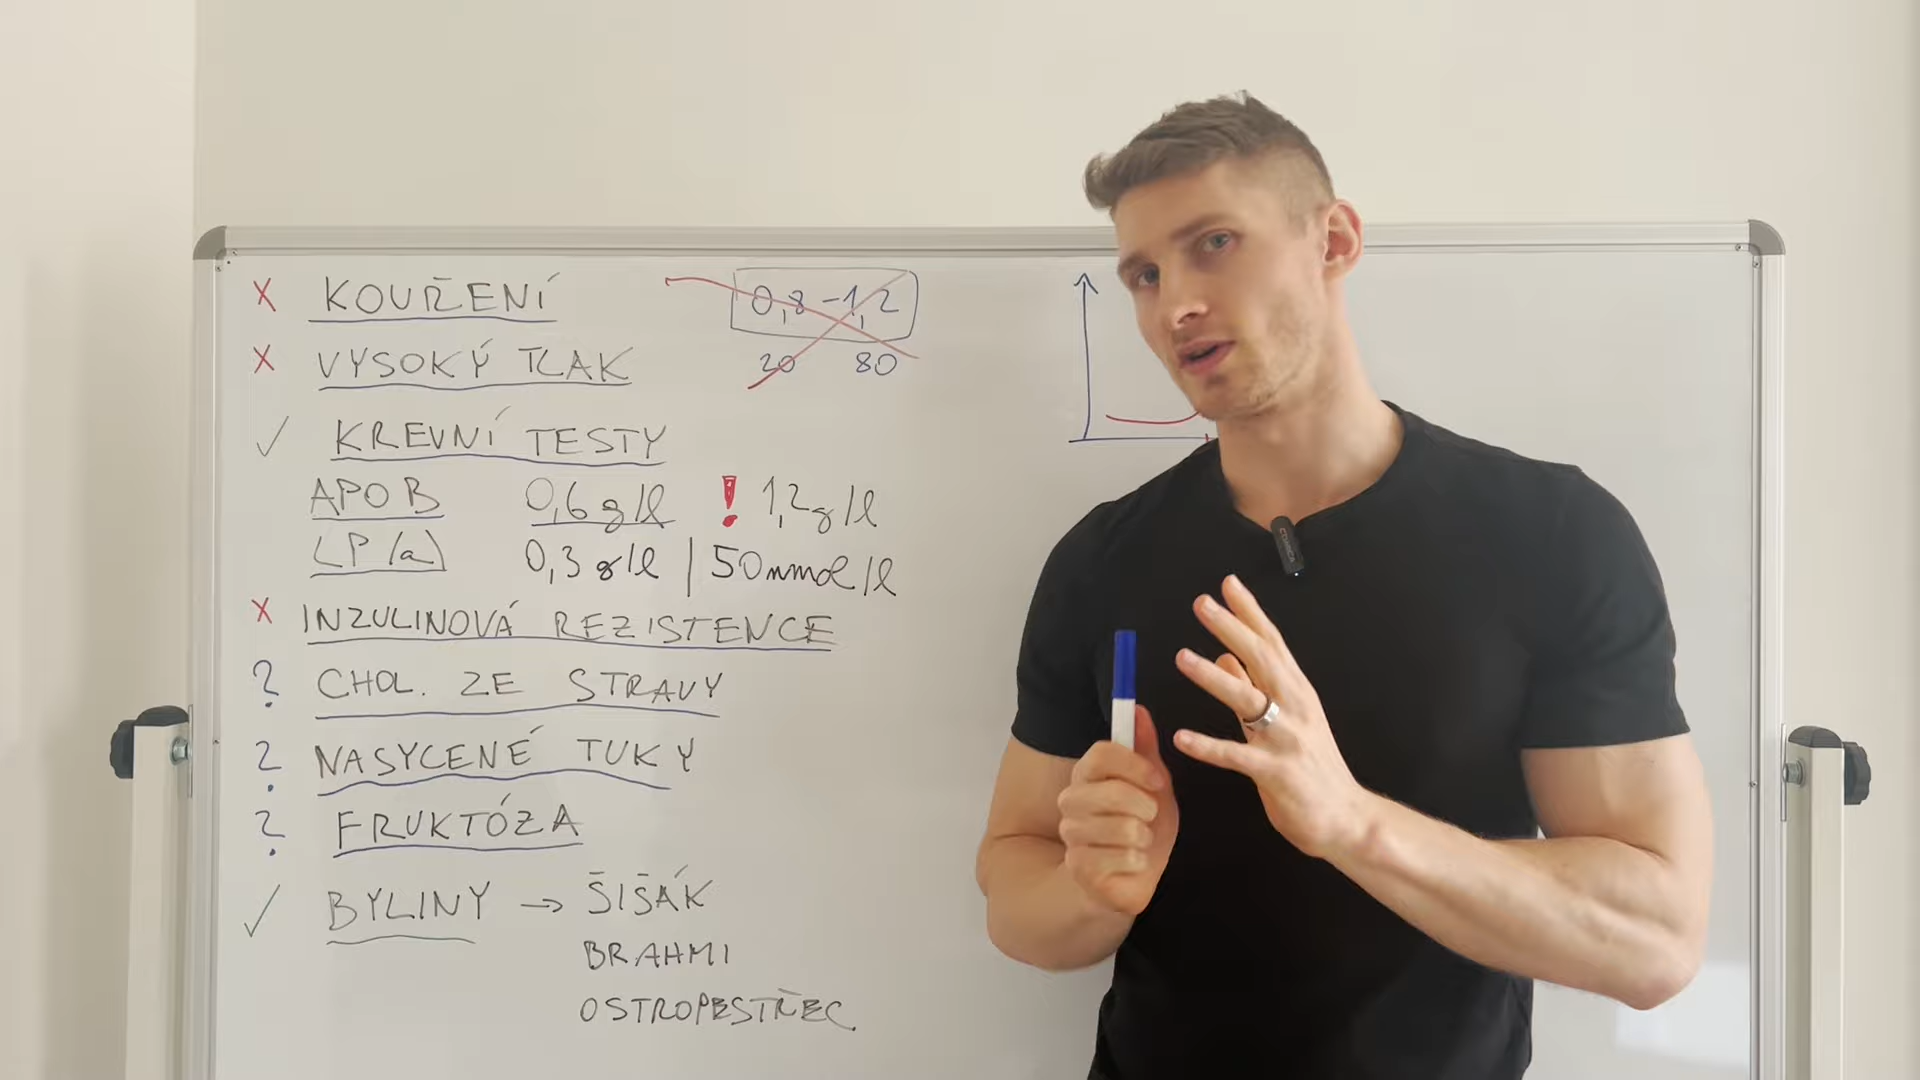 X KOUŘENÍ
0,8-1,2
20 80
X VYSOKÝ TLAK
✓ KREVNÍ TESTY
APO B 0,6 g/l ! 1,2 g/l
LP(a) 0,3 g/l | 50 nmol/l
X INZULINOVÁ REZISTENCE
? CHOL. ZE STRAVY
? NASYCENÉ TUKY
? FRUKTÓZA
✓ BYLINY → ŠIŠÁK
BRAHMI
OSTROPESTŘEC
COMICA